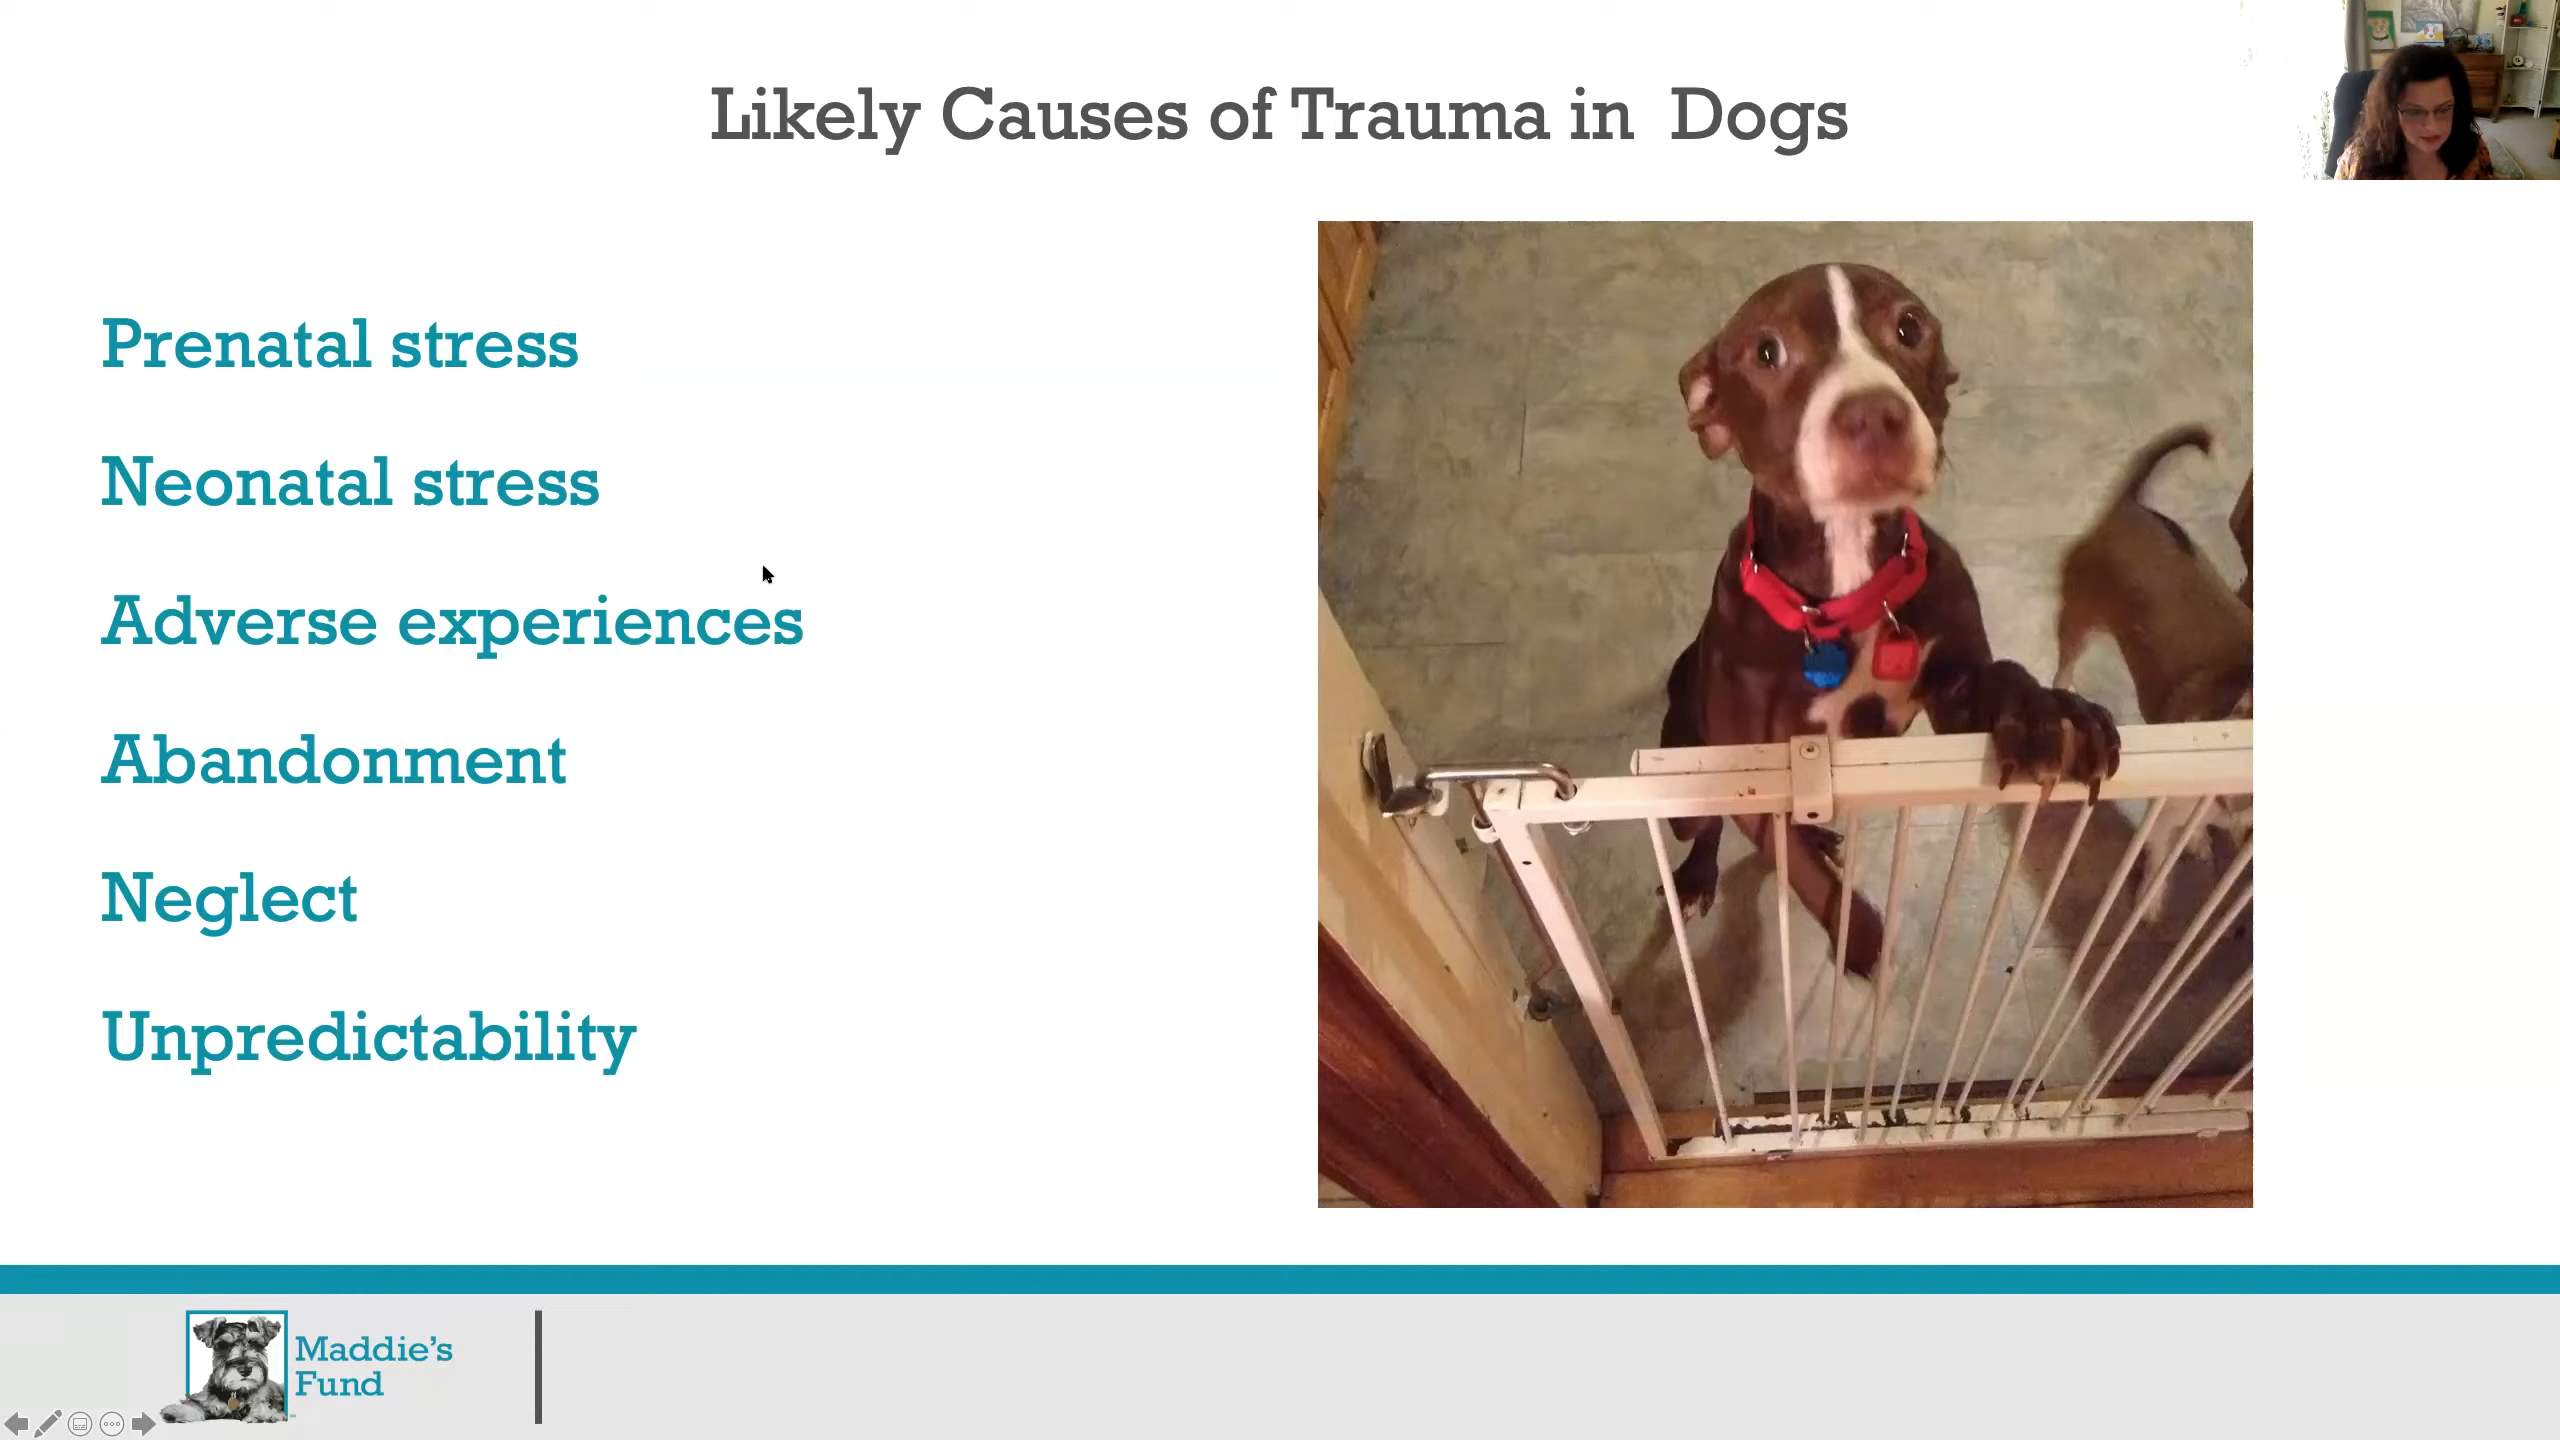 Likely Causes of Trauma in Dogs
Prenatal stress
Neonatal stress
Adverse experiences
Abandonment
Neglect
Unpredictability
Maddie's
Fund